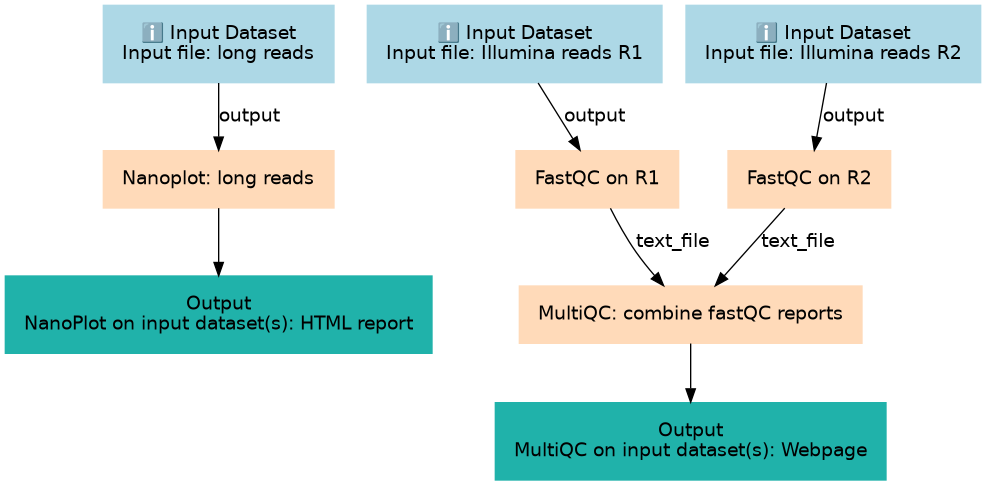 ℹ️ Input Dataset
Input file: long reads
ℹ️ Input Dataset
Input file: Illumina reads R1
ℹ️ Input Dataset
Input file: Illumina reads R2
output
output
output
Nanoplot: long reads
FastQC on R1
FastQC on R2
text_file
text_file
Output
NanoPlot on input dataset(s): HTML report
MultiQC: combine fastQC reports
Output
MultiQC on input dataset(s): Webpage